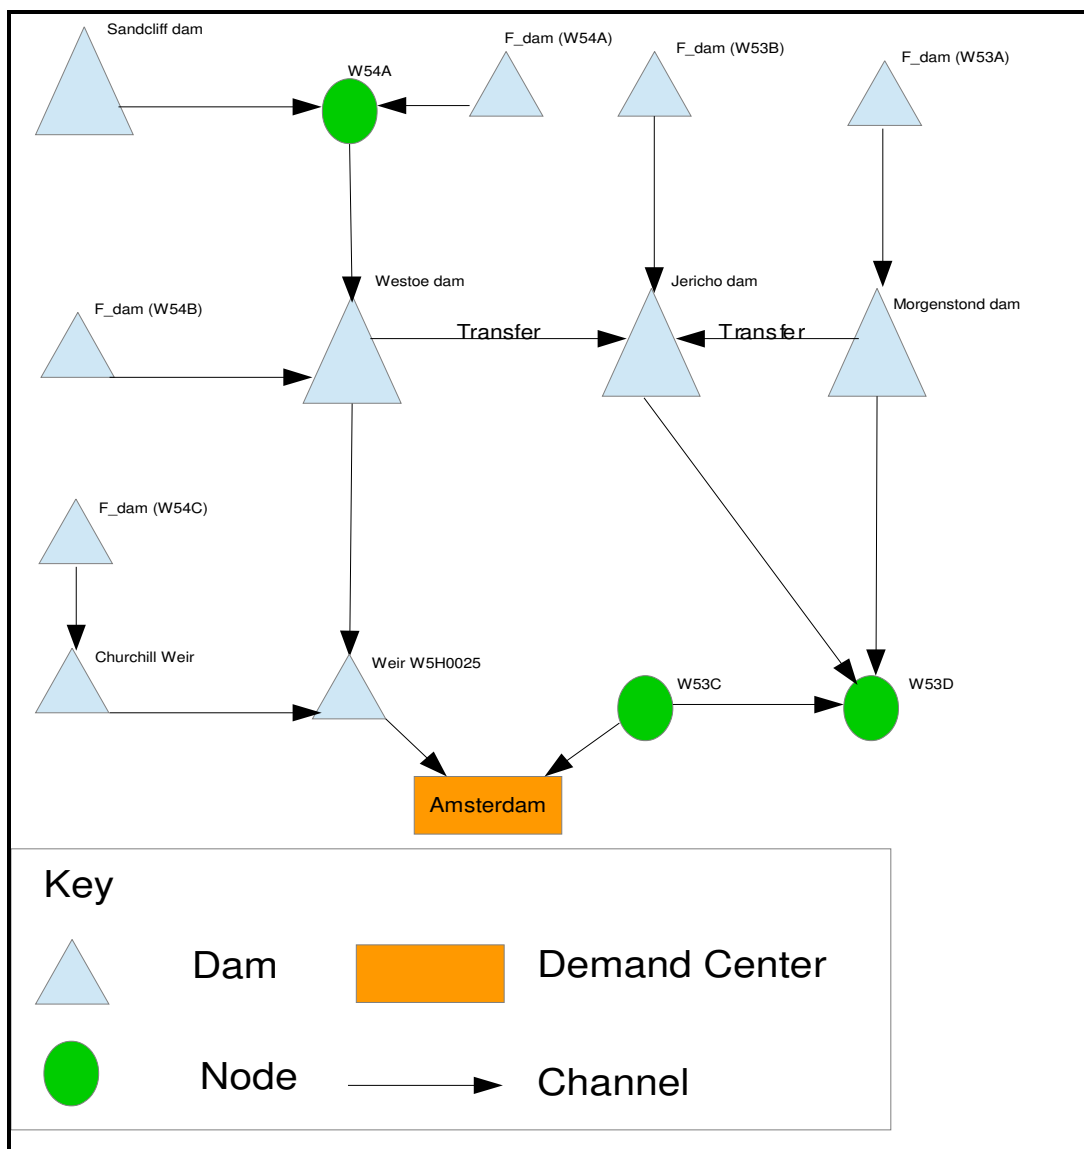 Sandcliff dam
F_dam (W54A)
F_dam (W53B)
F_dam (W53A)
W54A
Westoe dam
Jericho dam
Morgenstond dam
F_dam (W54B)
Transfer
Transfer
F_dam (W54C)
Churchill Weir
Weir W5H0025
W53C
W53D
Amsterdam
Key
Dam
Demand Center
Node
Channel